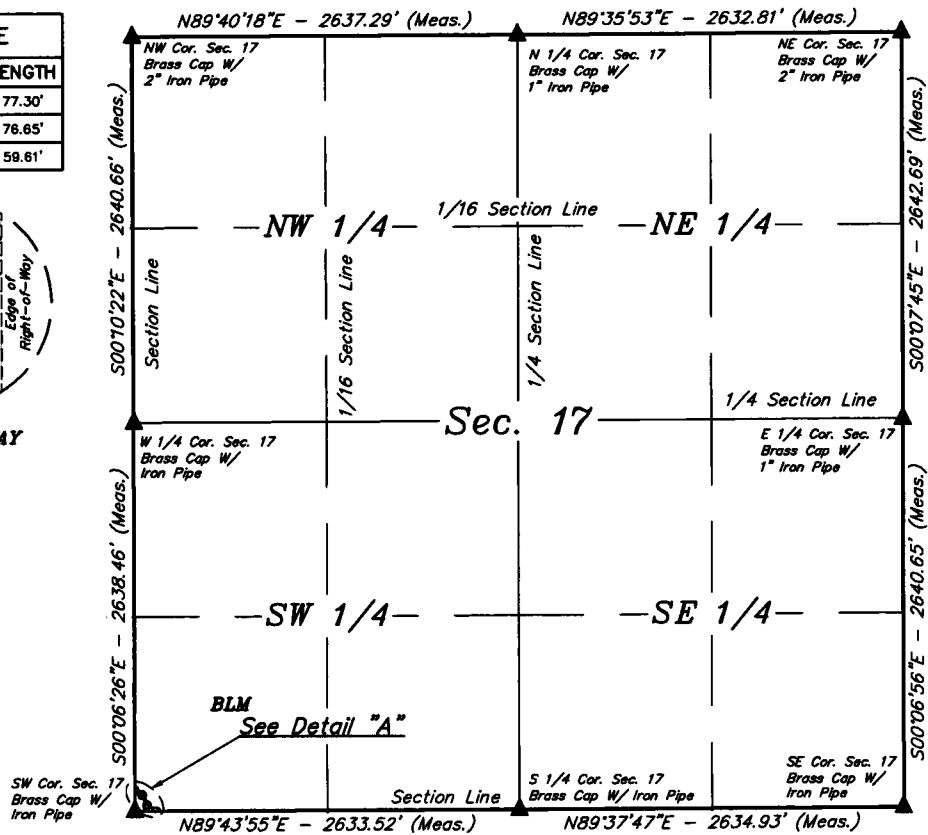 N89°40'18"E - 2637.29' (Meas.)
N89°35'53"E - 2632.81' (Meas.)
E
ENGTH
77.30'
76.65'
59.61'
NW Cor. Sec. 17
Brass Cap W/
2" Iron Pipe
N 1/4 Cor. Sec. 17
Brass Cap W/
1" Iron Pipe
NE Cor. Sec. 17
Brass Cap W/
2" Iron Pipe
S00°10'22"E - 2640.66' (Meas.)
Section Line
NW 1/4
1/16 Section Line
NE 1/4
1/16 Section Line
1/4 Section Line
S00°07'45"E - 2642.69' (Meas.)
Edge of
Right-of-Way
AY
1/4 Section Line
Sec. 17
W 1/4 Cor. Sec. 17
Brass Cap W/
Iron Pipe
E 1/4 Cor. Sec. 17
Brass Cap W/
1" Iron Pipe
S00°06'26"E - 2638.46' (Meas.)
SW 1/4
SE 1/4
S00°06'56"E - 2640.65' (Meas.)
BLM
See Detail "A"
SW Cor. Sec. 17
Brass Cap W/
Iron Pipe
Section Line
S 1/4 Cor. Sec. 17
Brass Cap W/ Iron Pipe
SE Cor. Sec. 17
Brass Cap W/
Iron Pipe
N89°43'55"E - 2633.52' (Meas.)
N89°37'47"E - 2634.93' (Meas.)